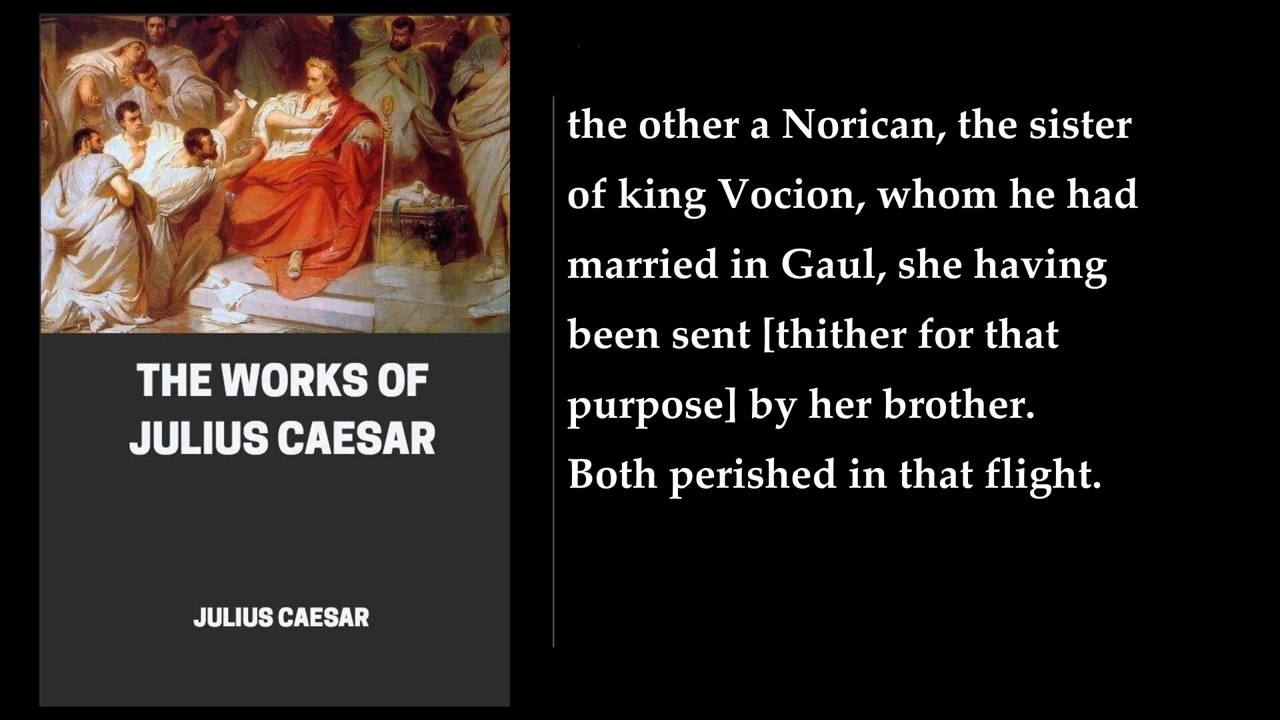 THE WORKS OF
JULIUS CAESAR
JULIUS CAESAR
the other a Norican, the sister
of king Vocion, whom he had
married in Gaul, she having
been sent [thither for that
purpose] by her brother.
Both perished in that flight.